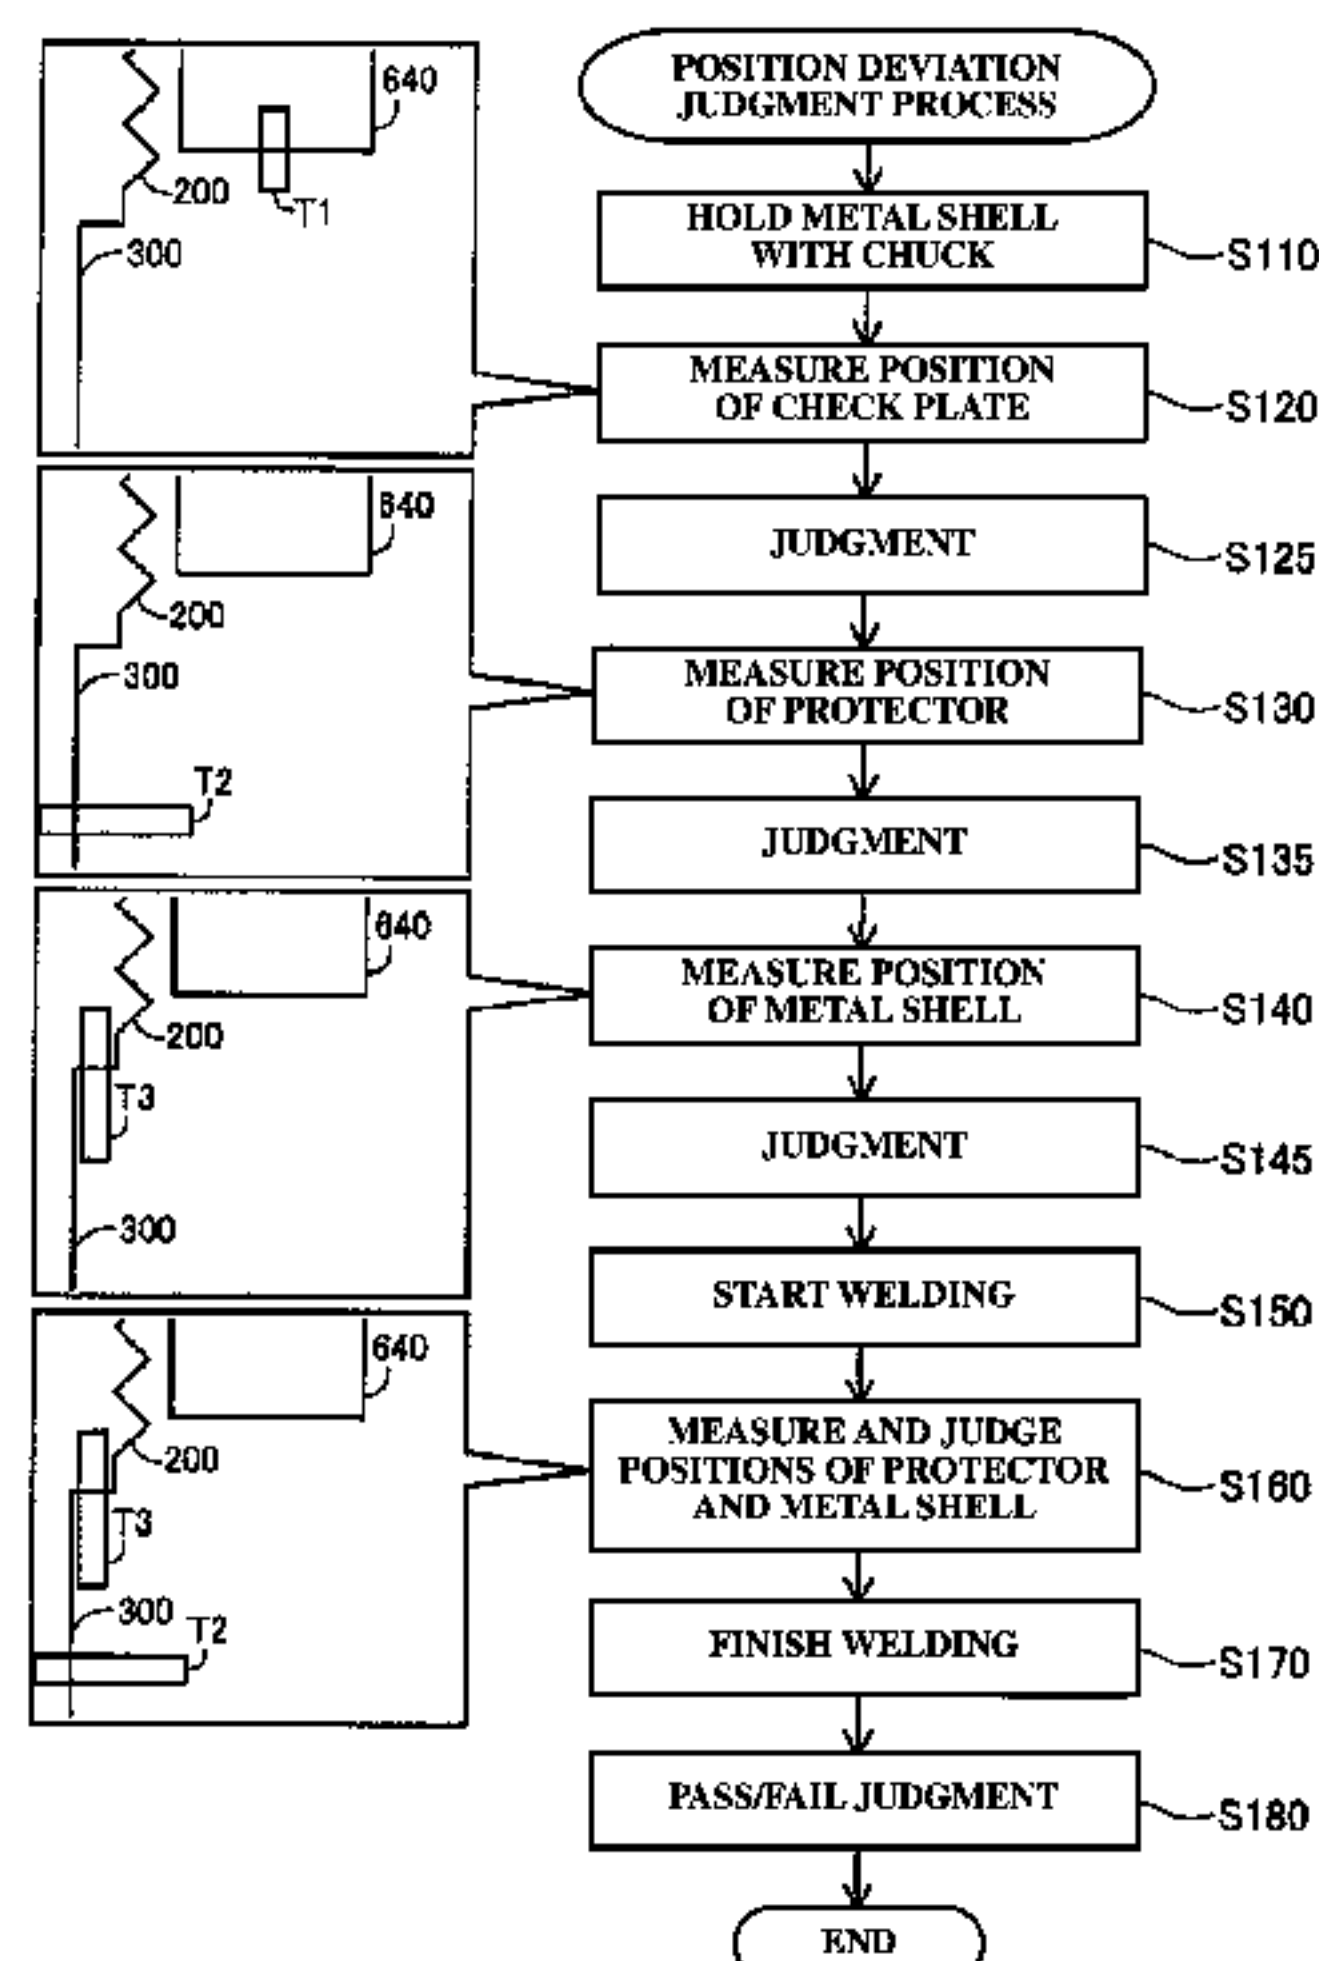 POSITION DEVIATION
JUDGMENT PROCESS
HOLD METAL SHELL
WITH CHUCK
S110
MEASURE POSITION
OF CHECK PLATE
S120
640
200
T1
300
JUDGMENT
S125
MEASURE POSITION
OF PROTECTOR
S130
640
200
300
T2
JUDGMENT
S135
MEASURE POSITION
OF METAL SHELL
S140
640
200
T3
300
JUDGMENT
S145
START WELDING
S150
MEASURE AND JUDGE
POSITIONS OF PROTECTOR
AND METAL SHELL
S160
640
200
T3
300
T2
FINISH WELDING
S170
PASS/FAIL JUDGMENT
S180
END